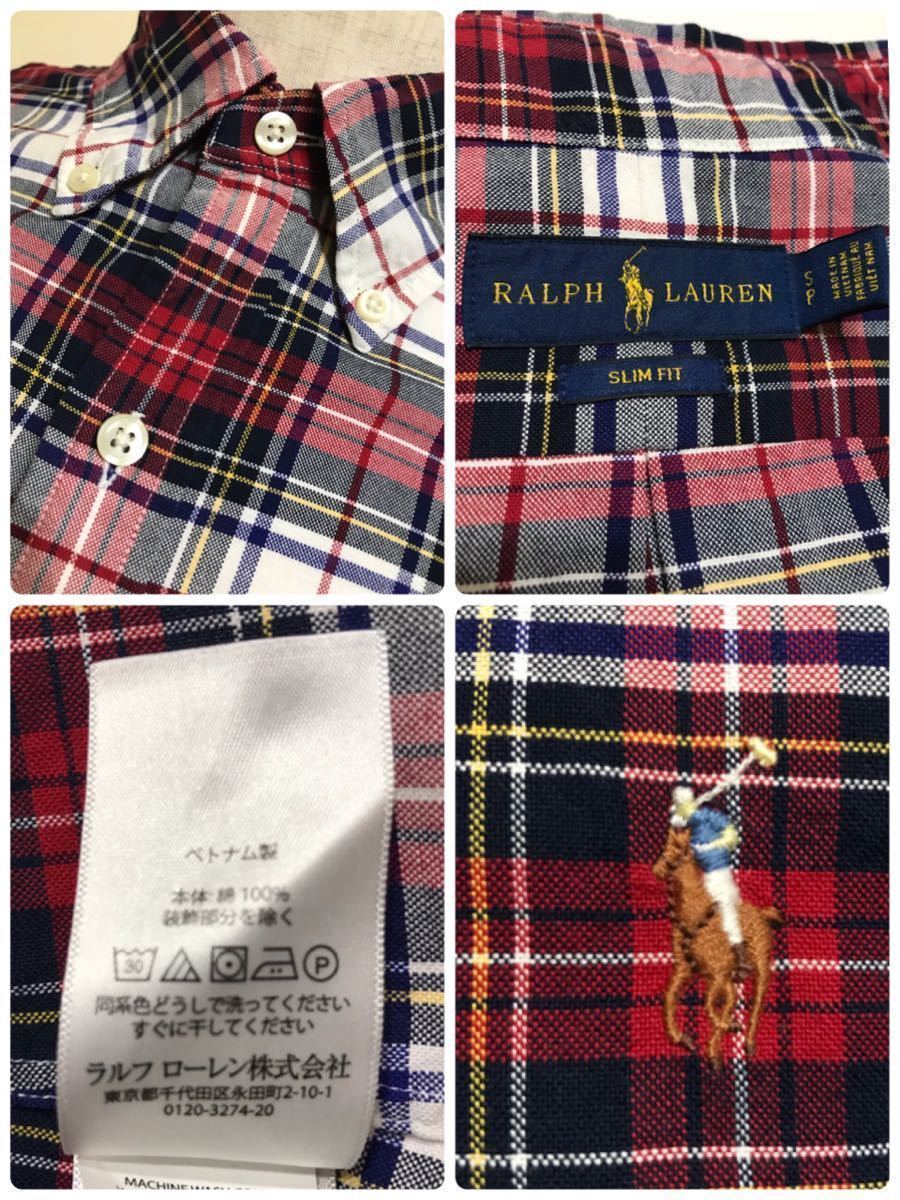 RALPH LAUREN
SLIM FIT
S
P
MADE IN
VIETNAM
FABRIQUÉ AU
VIÊT NAM
ベトナム製
本体: 綿 100%
装飾部分を除く
30
P
同系色どうしで洗ってください
すぐに干してください
ラルフ ローレン株式会社
東京都千代田区永田町2-10-1
0120-3274-20
MACHINE WASH